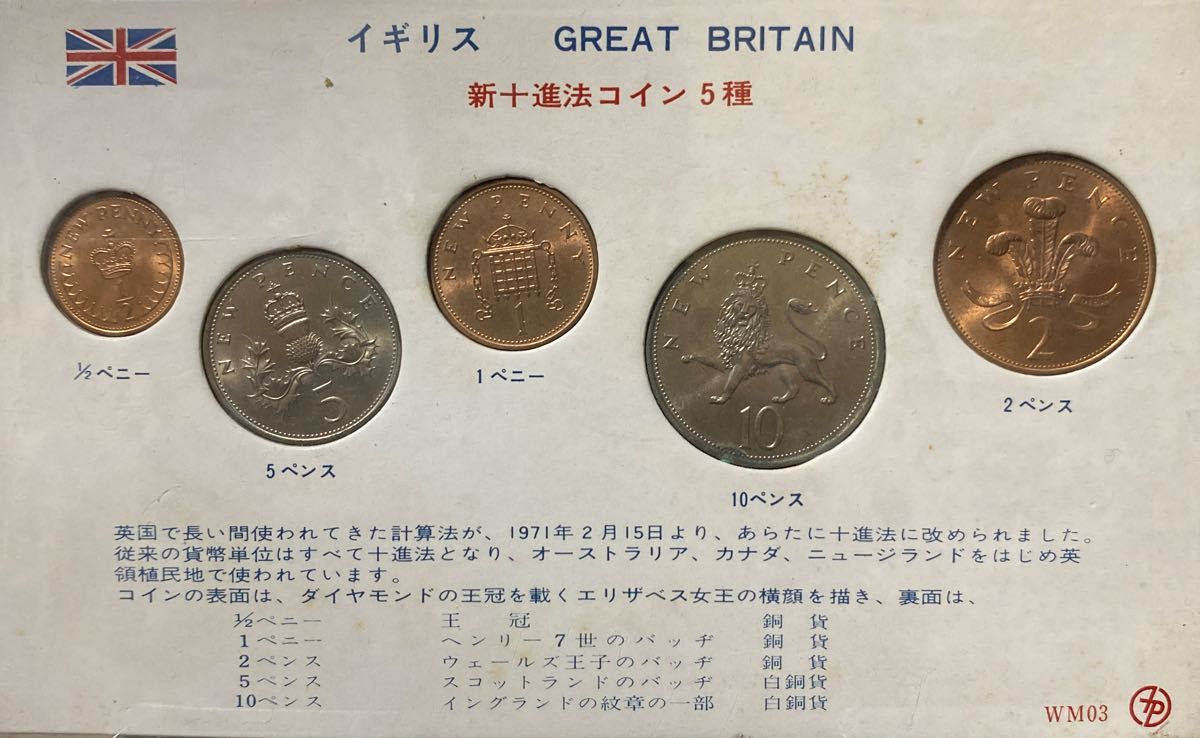 イギリス GREAT BRITAIN
新十進法コイン5種
NEW PENNY
1/2
½ペニー
NEW PENCE
5
5ペンス
NEW PENNY
1
1ペニー
NEW PENCE
10
10ペンス
NEW PENCE
2
2ペンス
英国で長い間使われてきた計算法が、1971年2月15日より、あらたに十進法に改められました。
従来の貨幣単位はすべて十進法となり、オーストラリア、カナダ、ニュージランドをはじめ英
領植民地で使われています。
コインの表面は、ダイヤモンドの王冠を載くエリザベス女王の横顔を描き、裏面は、
½ペニー 王冠 銅貨
1ペニー ヘンリー7世のバッヂ 銅貨
2ペンス ウェールズ王子のバッヂ 銅貨
5ペンス スコットランドのバッヂ 白銅貨
10ペンス イングランドの紋章の一部 白銅貨
WM03